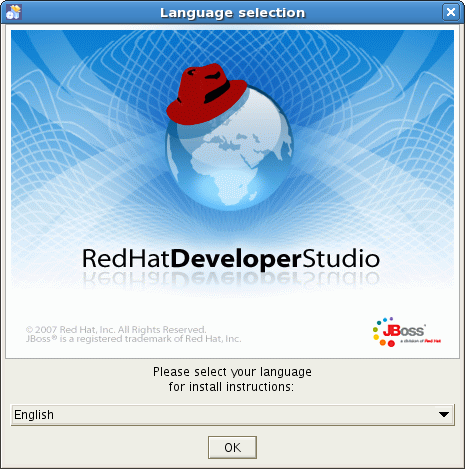 Language selection
RedHatDeveloperStudio
© 2007 Red Hat, Inc. All Rights Reserved.
JBoss® is a registered trademark of Red Hat, Inc.
JBoss®
a division of Red Hat
Please select your language
for install instructions:
English
OK